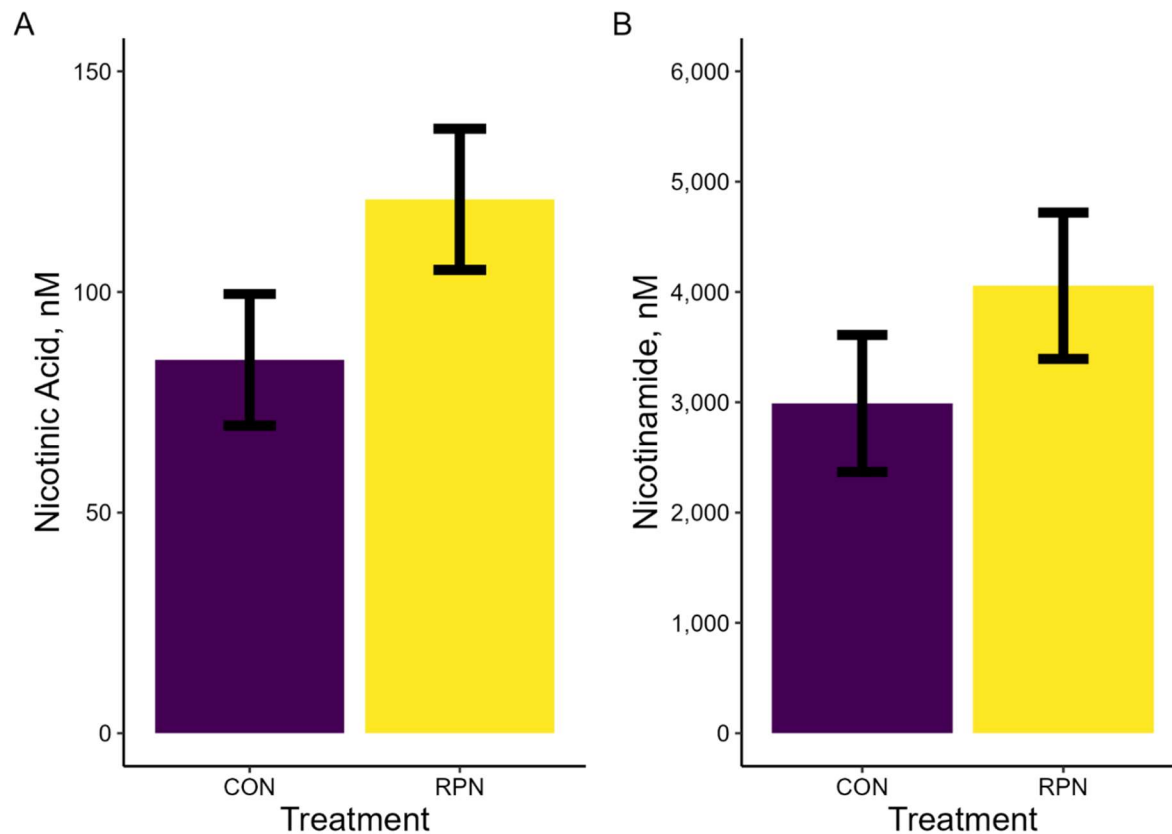 A
Nicotinic Acid, nM
150
100
50
0
CON RPN
Treatment
B
Nicotinamide, nM
6,000
5,000
4,000
3,000
2,000
1,000
0
CON RPN
Treatment